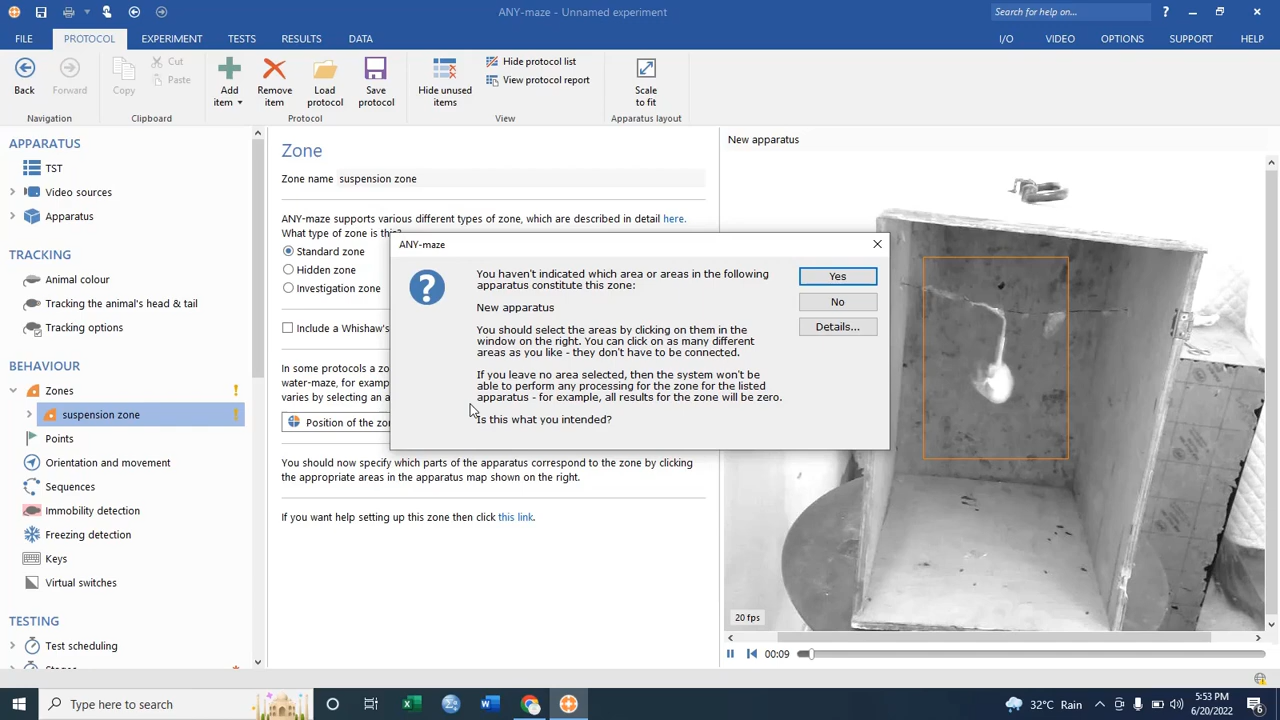 ANY-maze - Unnamed experiment
Search for help on...
?
FILE PROTOCOL EXPERIMENT TESTS RESULTS DATA
I/O VIDEO OPTIONS SUPPORT HELP
Back
Forward
Navigation
Copy
Cut
Paste
Clipboard
Add item
Remove item
Load protocol
Save protocol
Protocol
Hide unused items
Hide protocol list
View protocol report
View
Scale to fit
Apparatus layout
APPARATUS
TST
Video sources
Apparatus
TRACKING
Animal colour
Tracking the animal's head & tail
Tracking options
BEHAVIOUR
Zones !
suspension zone !
Points
Orientation and movement
Sequences
Immobility detection
Freezing detection
Keys
Virtual switches
TESTING
Test scheduling
Stages
Zone
Zone name suspension zone
ANY-maze supports various different types of zone, which are described in detail here.
What type of zone is this?
Standard zone
Hidden zone
Investigation zone
Include a Whishaw's
In some protocols a zo
water-maze, for example
varies by selecting an a
Position of the zon
You should now specify which parts of the apparatus correspond to the zone by clicking
the appropriate areas in the apparatus map shown on the right.
If you want help setting up this zone then click this link.
ANY-maze
?
You haven't indicated which area or areas in the following
apparatus constitute this zone:
New apparatus
You should select the areas by clicking on them in the
window on the right. You can click on as many different
areas as you like - they don't have to be connected.
If you leave no area selected, then the system won't be
able to perform any processing for the zone for the listed
apparatus - for example, all results for the zone will be zero.
Is this what you intended?
Yes
No
Details...
New apparatus
20 fps
00:09
Type here to search
32°C Rain
5:53 PM
6/20/2022
6